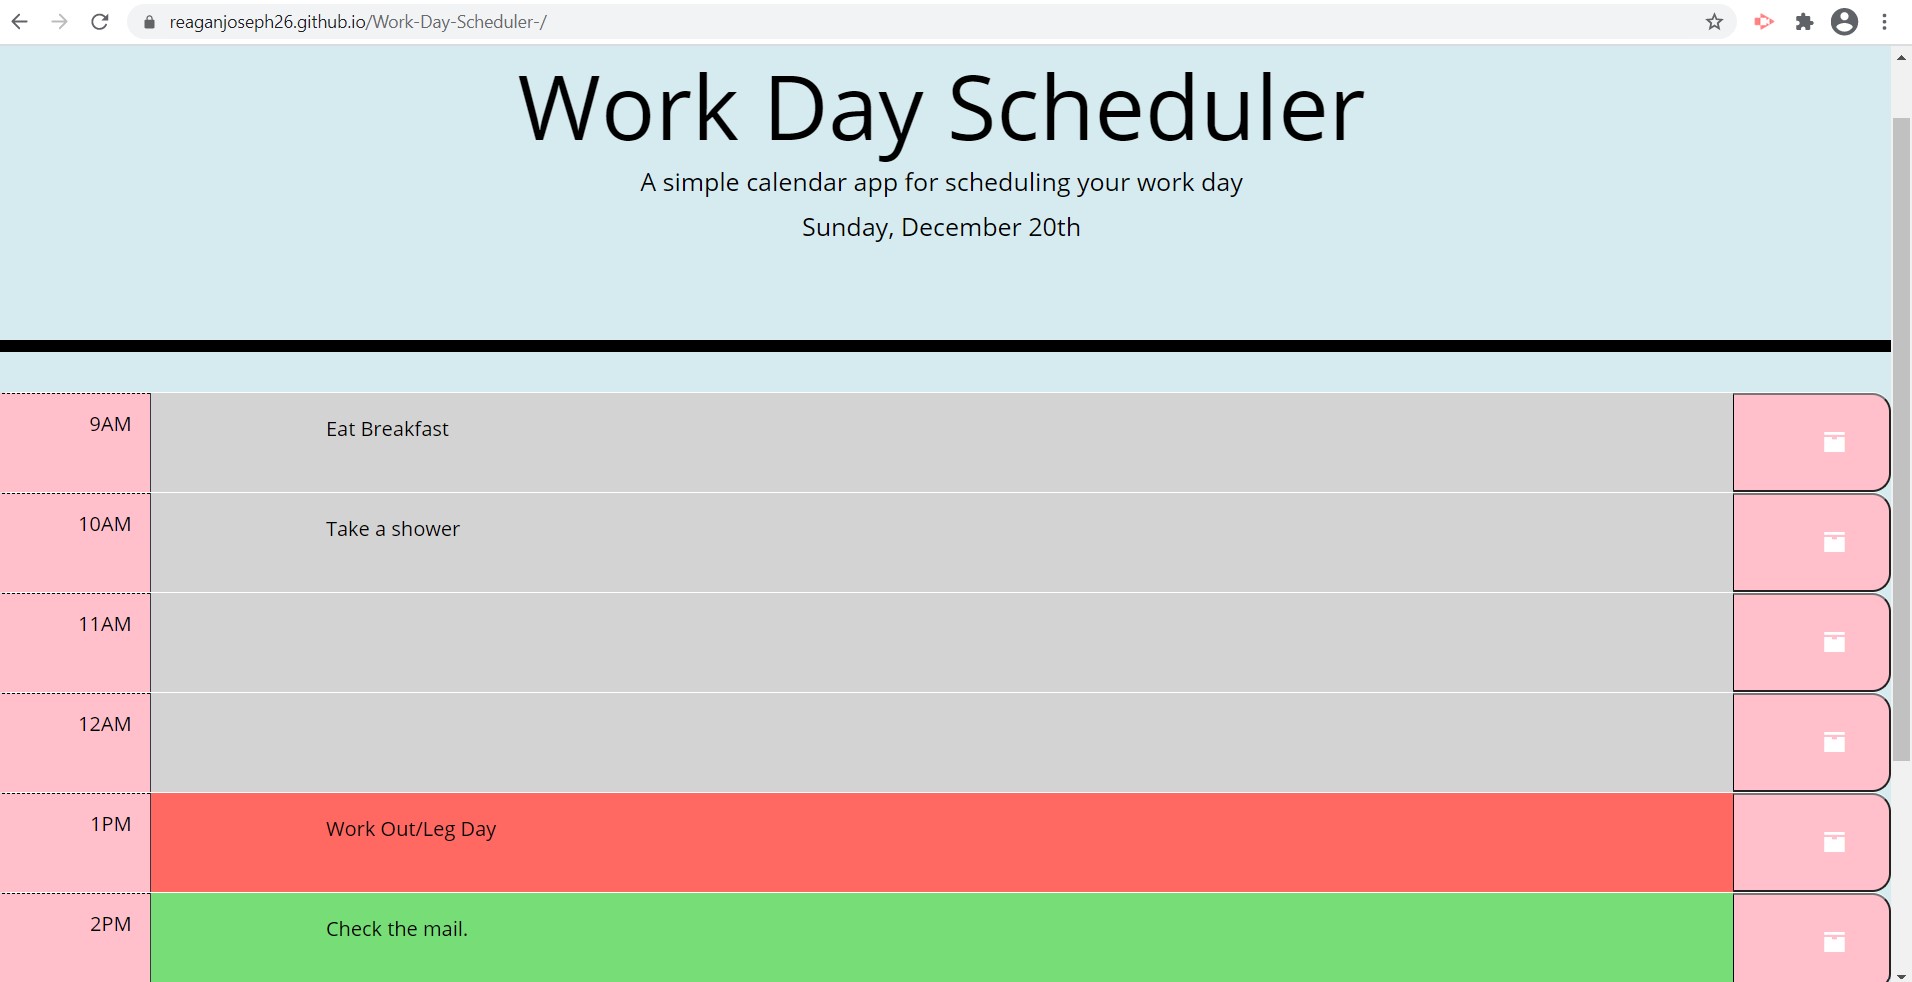 reaganjoseph26.github.io/Work-Day-Scheduler-/
Work Day Scheduler
A simple calendar app for scheduling your work day
Sunday, December 20th
9AM
Eat Breakfast
10AM
Take a shower
11AM
12AM
1PM
Work Out/Leg Day
2PM
Check the mail.